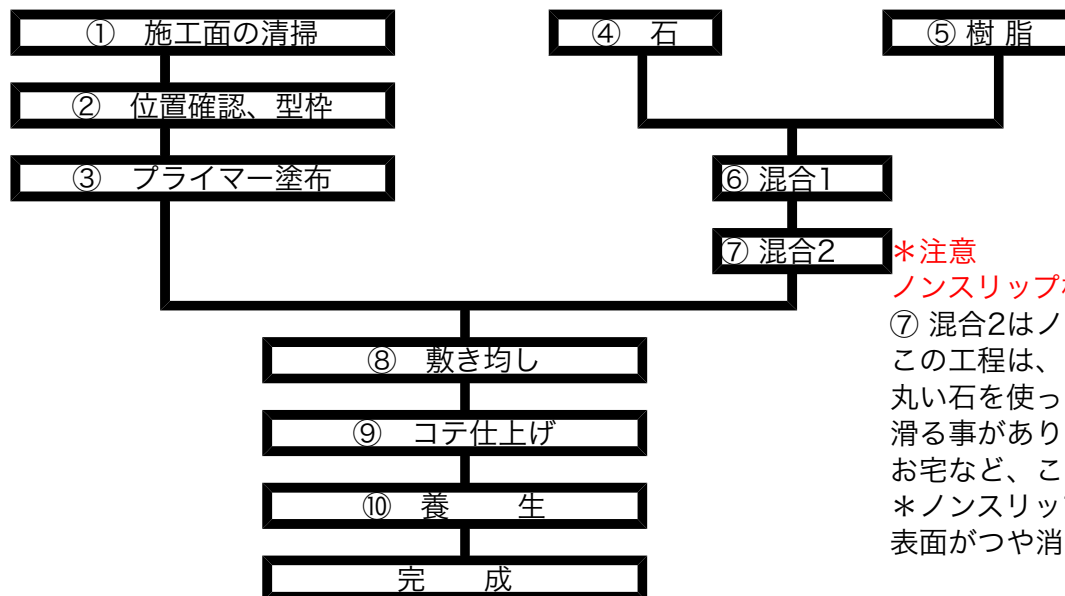 ① 施工面の清掃
② 位置確認、型枠
③ プライマー塗布
④ 石
⑤ 樹 脂
⑥ 混合1
⑦ 混合2
＊注意
ノンスリップ
⑦ 混合2はノ
この工程は、
丸い石を使っ
滑る事があり
お宅など、こ
＊ノンスリッ
表面がつや消
⑧ 敷き均し
⑨ コテ仕上げ
⑩ 養 生
完 成